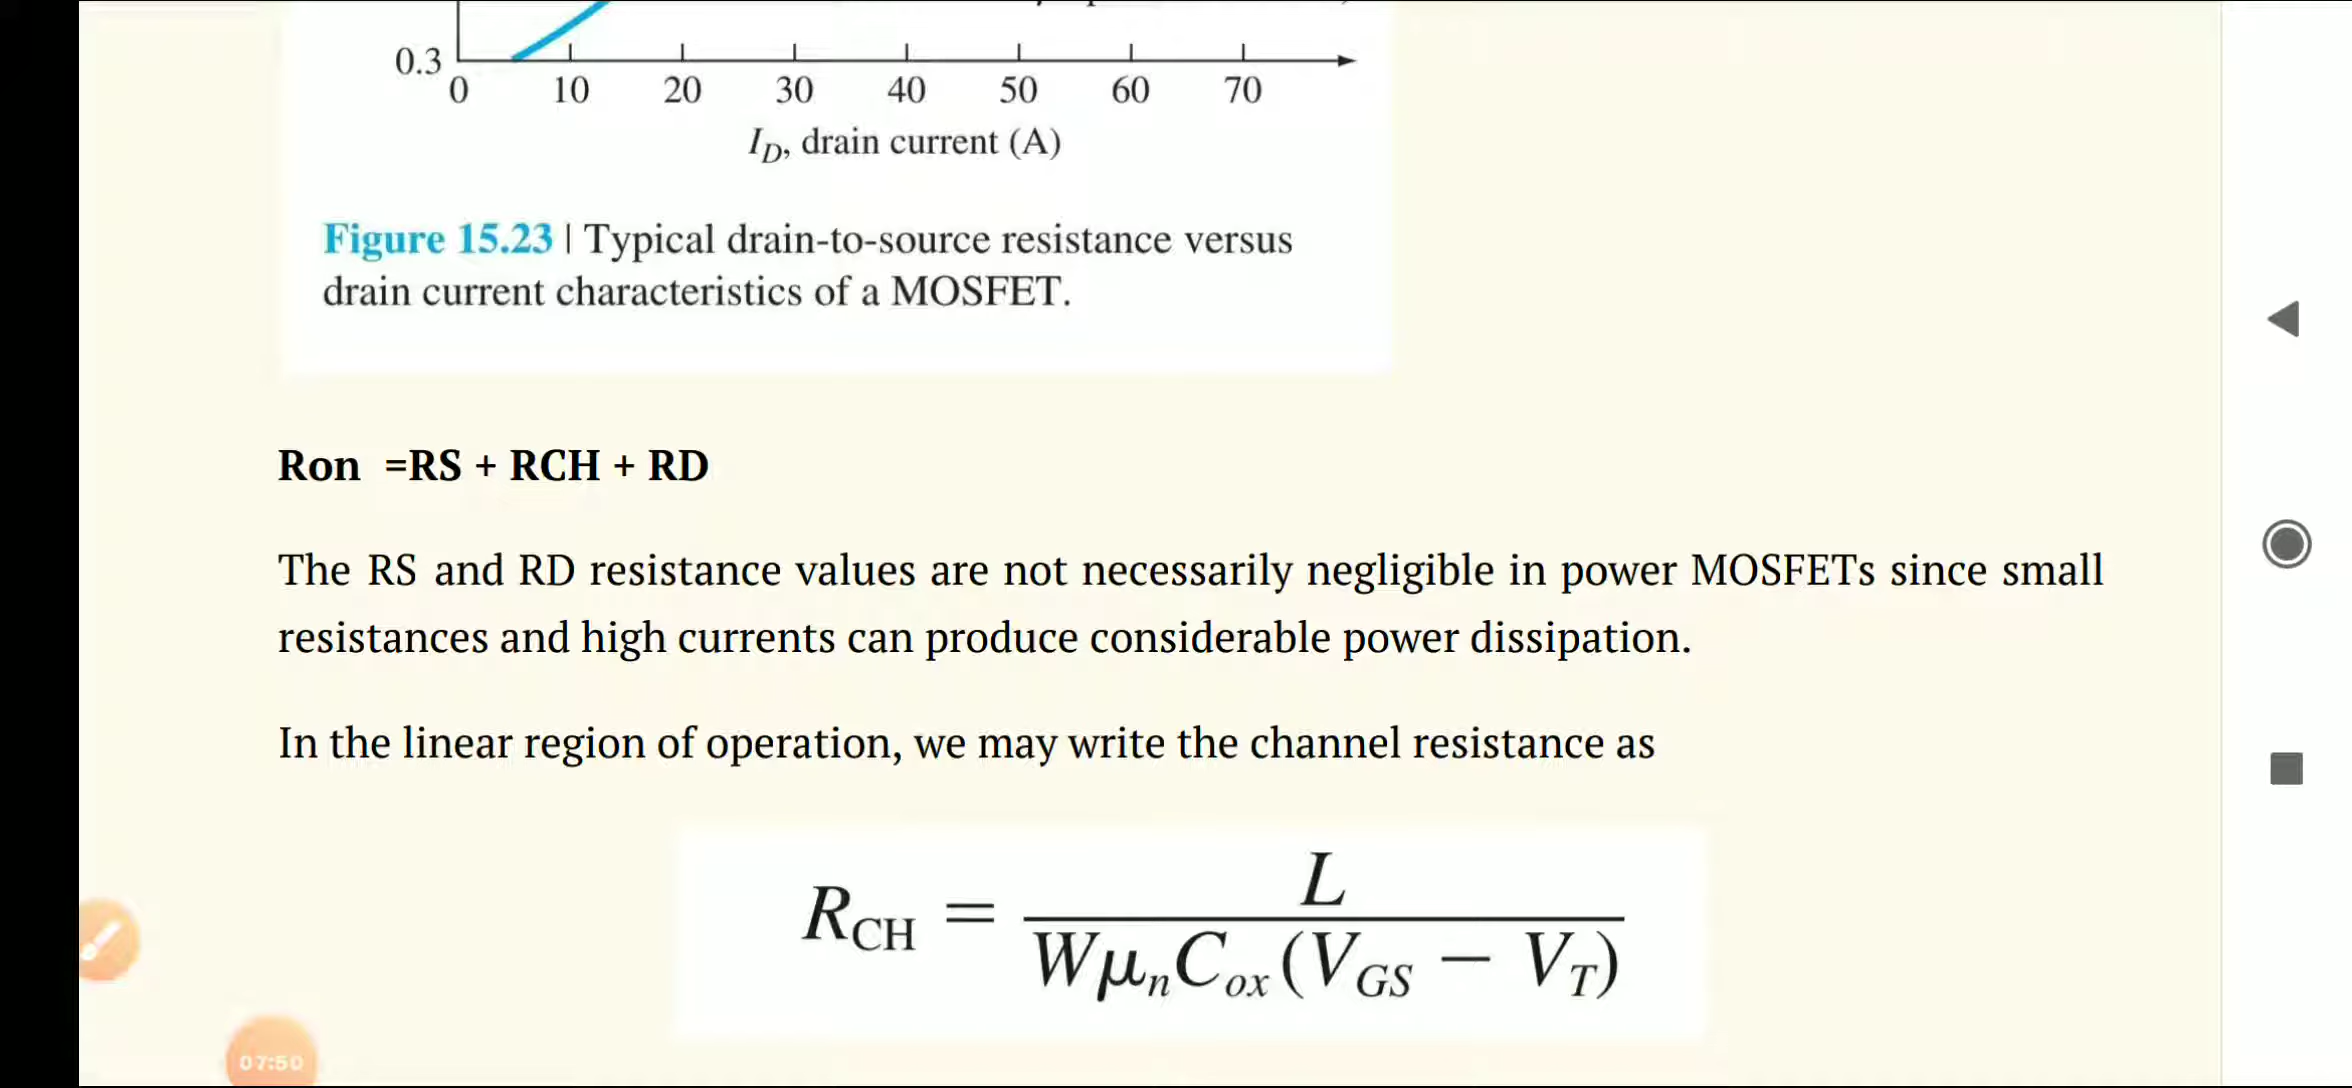 0.3
0 10 20 30 40 50 60 70
I_D, drain current (A)
Figure 15.23 | Typical drain-to-source resistance versus
drain current characteristics of a MOSFET.
Ron =RS + RCH + RD
The RS and RD resistance values are not necessarily negligible in power MOSFETs since small
resistances and high currents can produce considerable power dissipation.
In the linear region of operation, we may write the channel resistance as
R_CH = L / Wμ_nC_ox(V_GS − V_T)
07:50